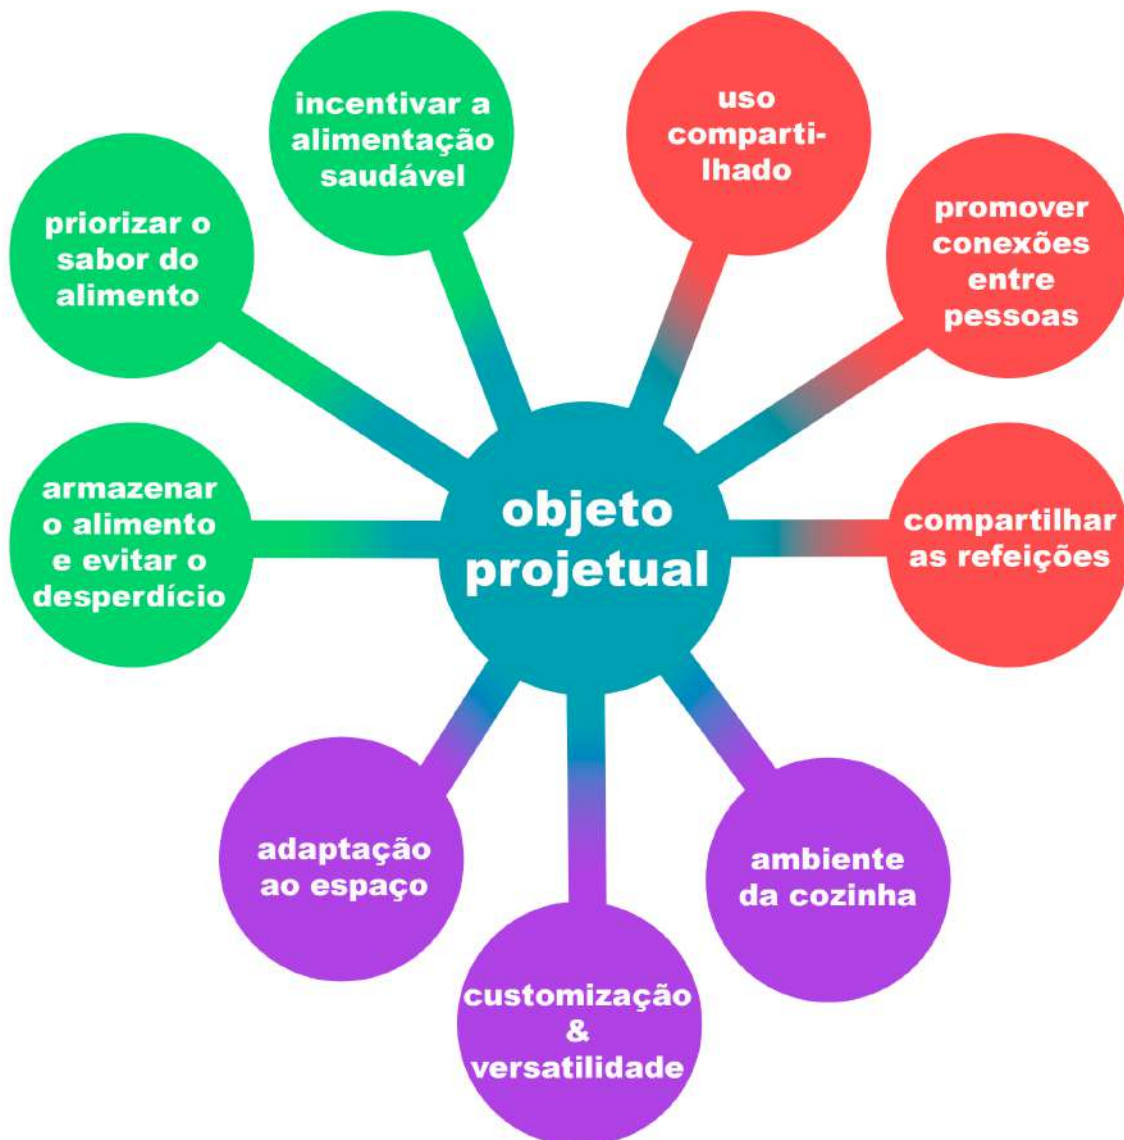 incentivar a
alimentação
saudável
uso
comparti-
lhado
priorizar o
sabor do
alimento
promover
conexões
entre
pessoas
armazenar
o alimento
e evitar o
desperdício
objeto
projetual
compartilhar
as refeições
adaptação
ao espaço
ambiente
da cozinha
customização
&
versatilidade